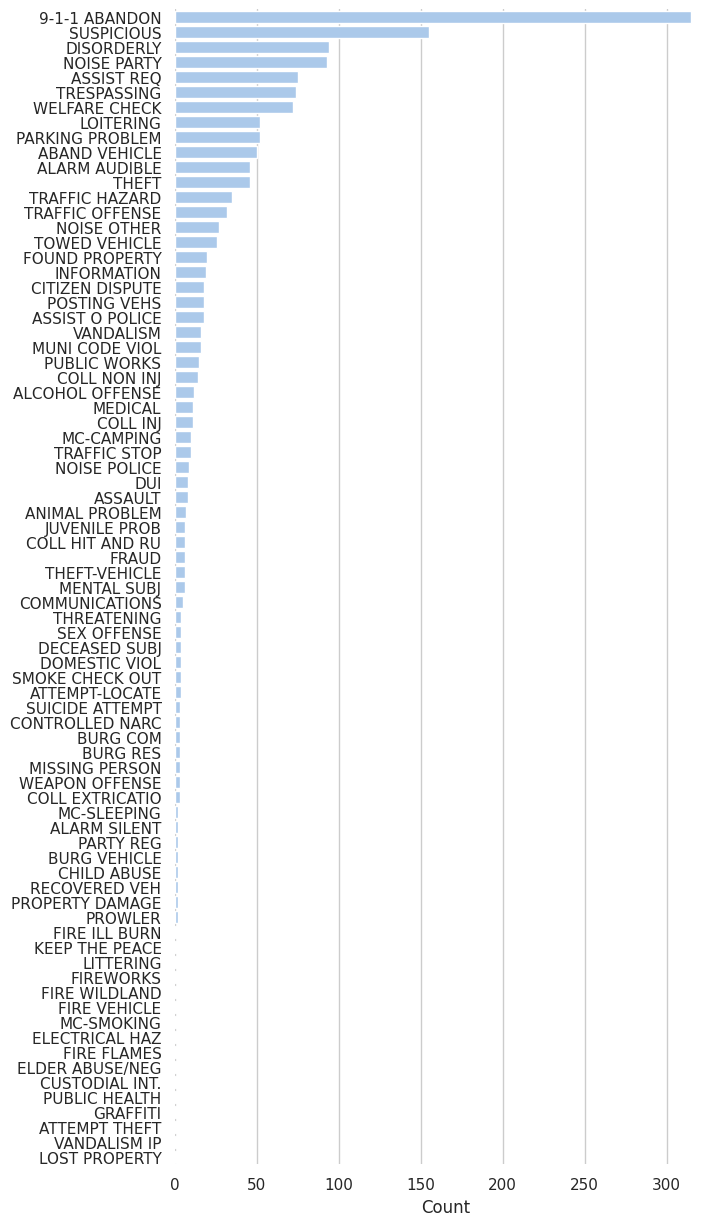 9-1-1 ABANDON
SUSPICIOUS
DISORDERLY
NOISE PARTY
ASSIST REQ
TRESPASSING
WELFARE CHECK
LOITERING
PARKING PROBLEM
ABAND VEHICLE
ALARM AUDIBLE
THEFT
TRAFFIC HAZARD
TRAFFIC OFFENSE
NOISE OTHER
TOWED VEHICLE
FOUND PROPERTY
INFORMATION
CITIZEN DISPUTE
POSTING VEHS
ASSIST O POLICE
VANDALISM
MUNI CODE VIOL
PUBLIC WORKS
COLL NON INJ
ALCOHOL OFFENSE
MEDICAL
COLL INJ
MC-CAMPING
TRAFFIC STOP
NOISE POLICE
DUI
ASSAULT
ANIMAL PROBLEM
JUVENILE PROB
COLL HIT AND RU
FRAUD
THEFT-VEHICLE
MENTAL SUBJ
COMMUNICATIONS
THREATENING
SEX OFFENSE
DECEASED SUBJ
DOMESTIC VIOL
SMOKE CHECK OUT
ATTEMPT-LOCATE
SUICIDE ATTEMPT
CONTROLLED NARC
BURG COM
BURG RES
MISSING PERSON
WEAPON OFFENSE
COLL EXTRICATIO
MC-SLEEPING
ALARM SILENT
PARTY REG
BURG VEHICLE
CHILD ABUSE
RECOVERED VEH
PROPERTY DAMAGE
PROWLER
FIRE ILL BURN
KEEP THE PEACE
LITTERING
FIREWORKS
FIRE WILDLAND
FIRE VEHICLE
MC-SMOKING
ELECTRICAL HAZ
FIRE FLAMES
ELDER ABUSE/NEG
CUSTODIAL INT.
PUBLIC HEALTH
GRAFFITI
ATTEMPT THEFT
VANDALISM IP
LOST PROPERTY
0 50 100 150 200 250 300
Count